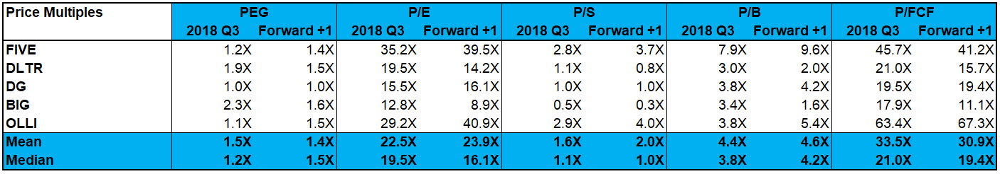 Price Multiples PEG P/E P/S P/B P/FCF
2018 Q3 Forward +1 2018 Q3 Forward +1 2018 Q3 Forward +1 2018 Q3 Forward +1 2018 Q3 Forward +1
FIVE 1.2X 1.4X 35.2X 39.5X 2.8X 3.7X 7.9X 9.6X 45.7X 41.2X
DLTR 1.9X 1.5X 19.5X 14.2X 1.1X 0.8X 3.0X 2.0X 21.0X 15.7X
DG 1.0X 1.0X 15.5X 16.1X 1.0X 1.0X 3.8X 4.2X 19.5X 19.4X
BIG 2.3X 1.6X 12.8X 8.9X 0.5X 0.3X 3.4X 1.6X 17.9X 11.1X
OLLI 1.1X 1.5X 29.2X 40.9X 2.9X 4.0X 3.8X 5.4X 63.4X 67.3X
Mean 1.5X 1.4X 22.5X 23.9X 1.6X 2.0X 4.4X 4.6X 33.5X 30.9X
Median 1.2X 1.5X 19.5X 16.1X 1.1X 1.0X 3.8X 4.2X 21.0X 19.4X